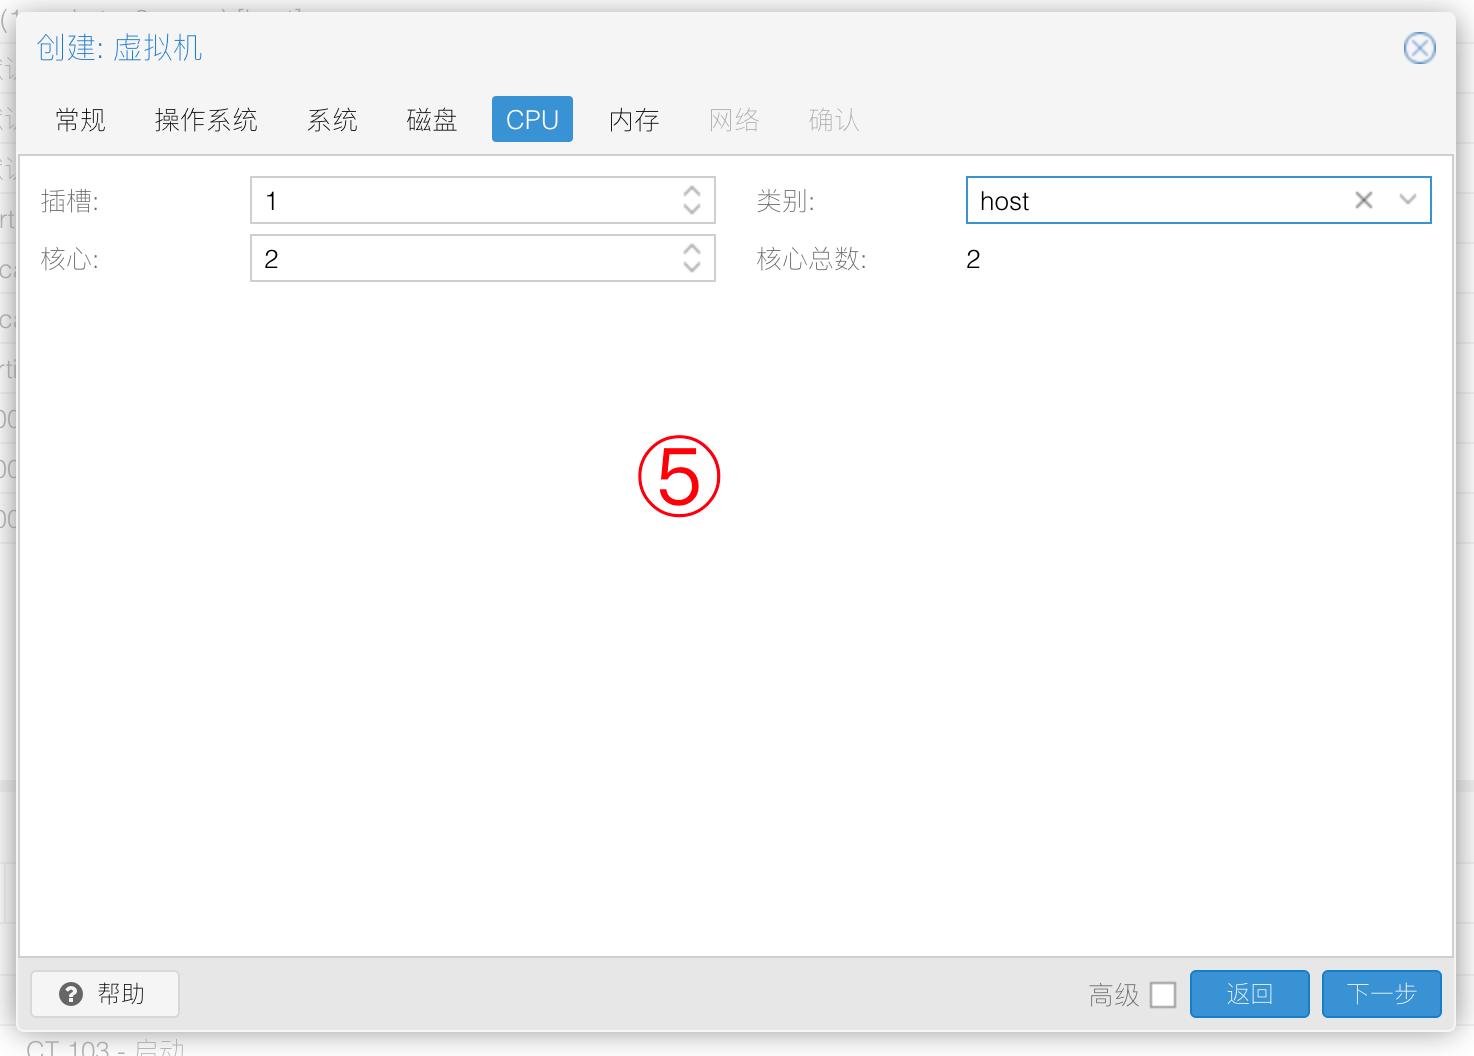 创建: 虚拟机
常规 操作系统 系统 磁盘 CPU 内存 网络 确认
插槽: 1 类别: host
核心: 2 核心总数: 2
⑤
帮助 高级 返回 下一步
CT 103 - 启动